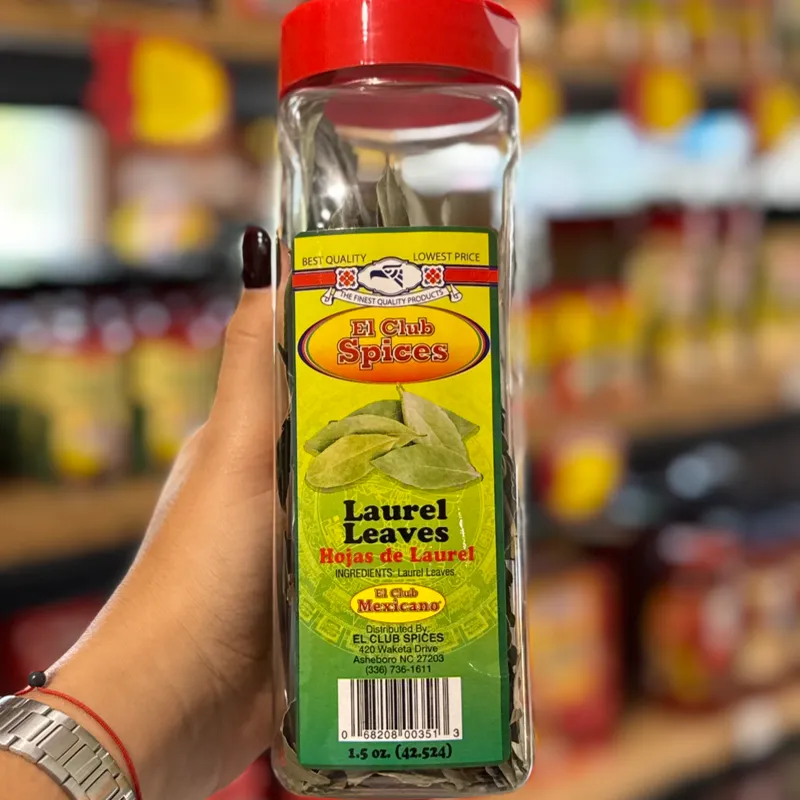 BEST QUALITY LOWEST PRICE
THE FINEST QUALITY PRODUCTS
El Club
Spices
Laurel
Leaves
Hojas de Laurel
INGREDIENTS: Laurel Leaves.
El Club
Mexicano
Distributed By:
EL CLUB SPICES
420 Waketa Drive
Asheboro NC 27203
(336) 736-1611
0 68208 00351 3
1.5 oz. (42.524)